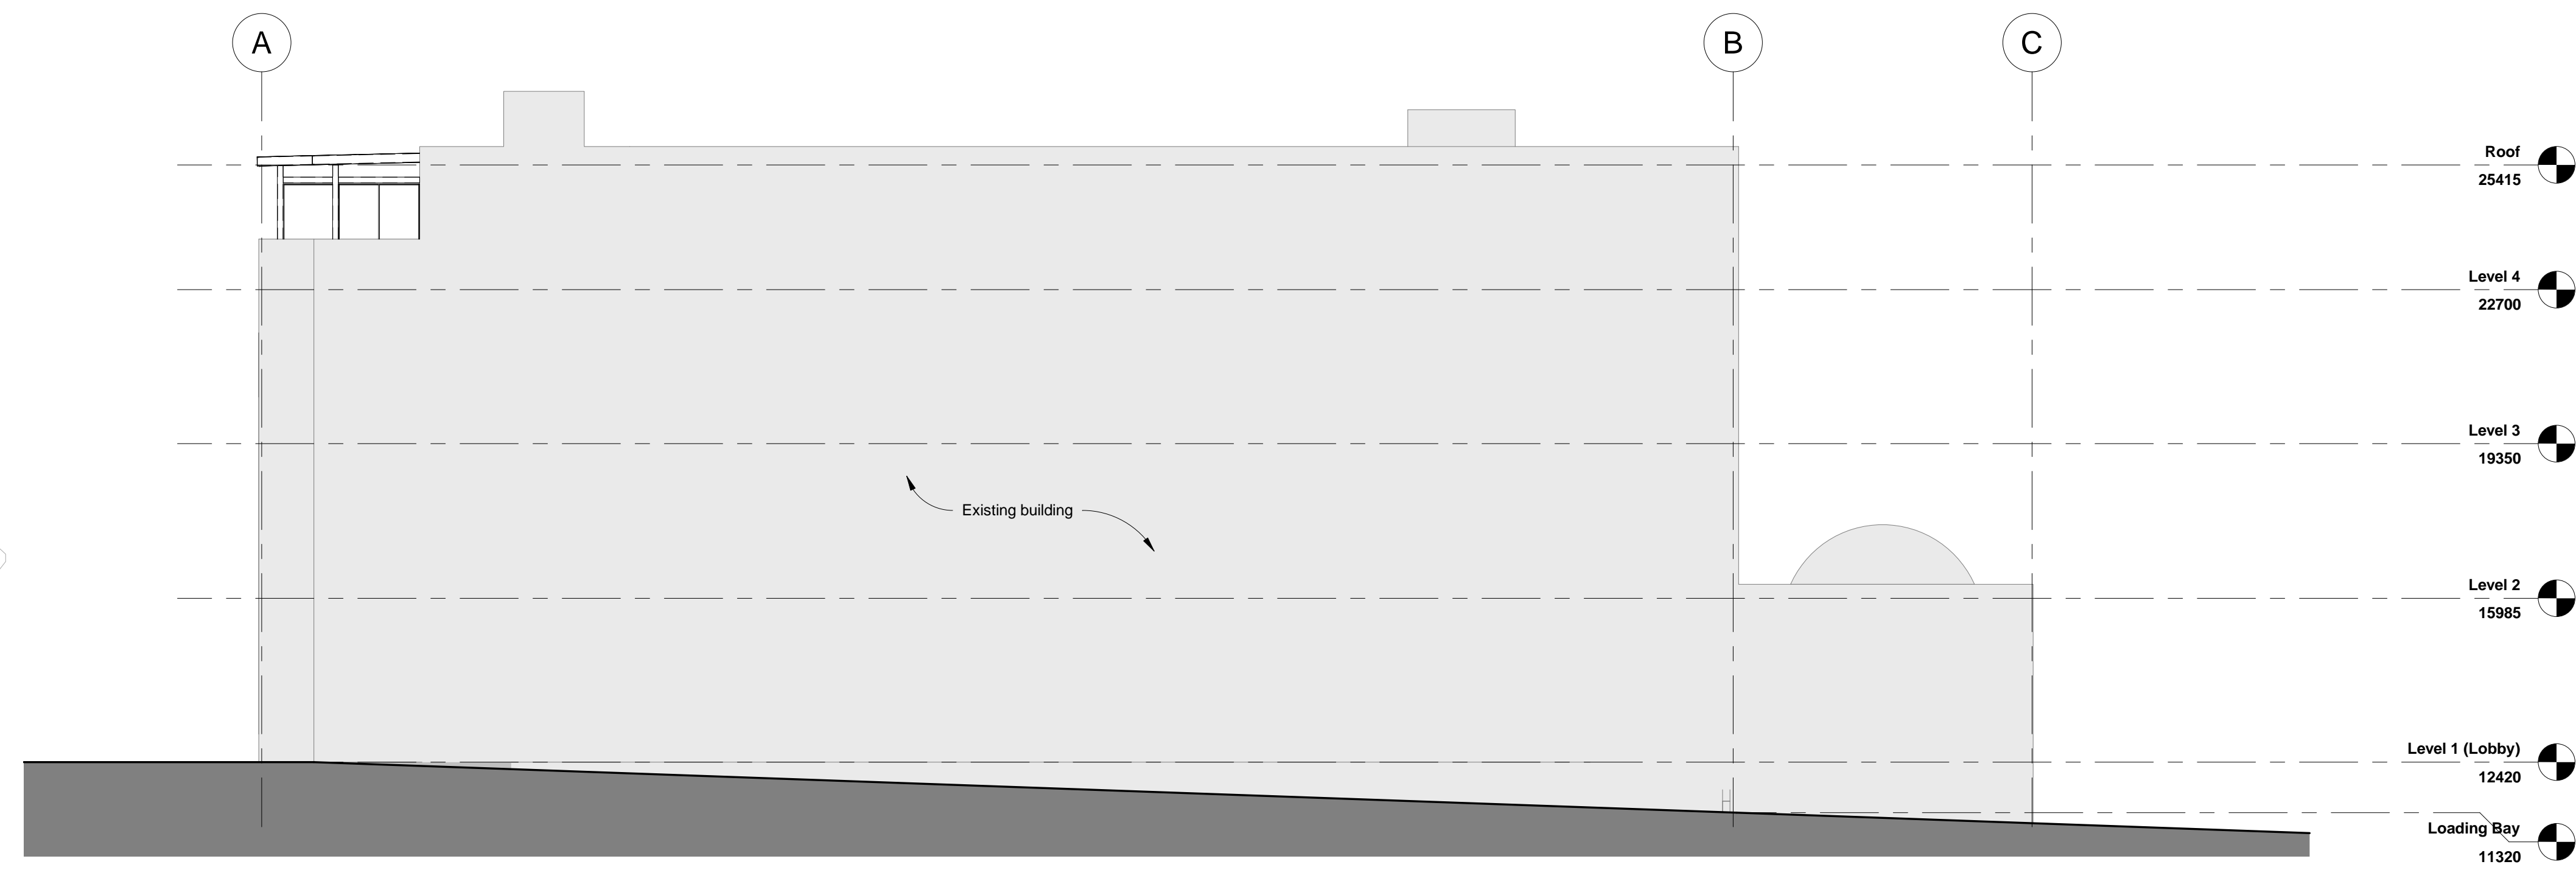 A
B
C
Roof
25415
Level 4
22700
Level 3
19350
Existing building
Level 2
15985
Level 1 (Lobby)
12420
Loading Bay
11320